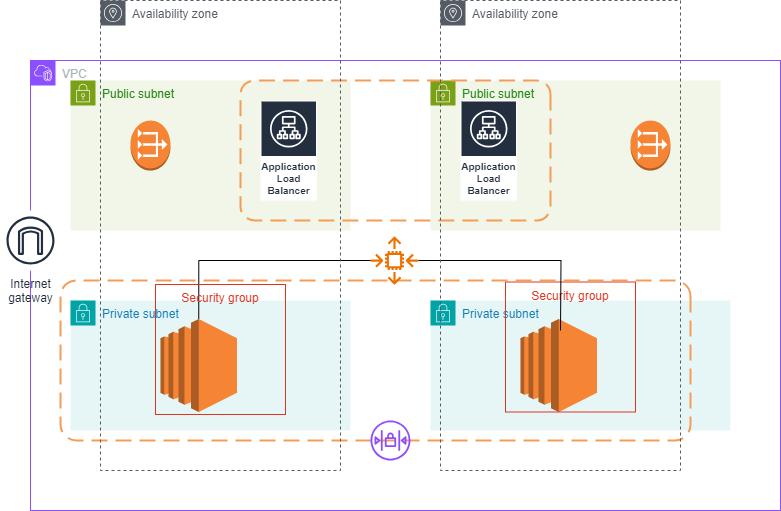 Availability zone
Availability zone
VPC
Public subnet
Public subnet
Application
Load
Balancer
Application
Load
Balancer
Internet
gateway
Security group
Security group
Private subnet
Private subnet